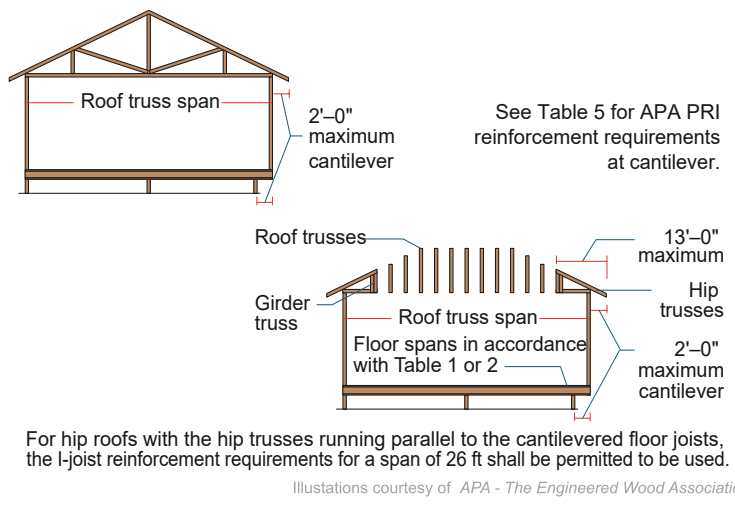 Roof truss span
2'–0"
maximum
cantilever
See Table 5 for APA PRI
reinforcement requirements
at cantilever.
Roof trusses
13'–0"
maximum
Girder
truss
Hip
trusses
Roof truss span
Floor spans in accordance
with Table 1 or 2
2'–0"
maximum
cantilever
For hip roofs with the hip trusses running parallel to the cantilevered floor joists,
the I-joist reinforcement requirements for a span of 26 ft shall be permitted to be used.
Illustations courtesy of APA - The Engineered Wood Associatio